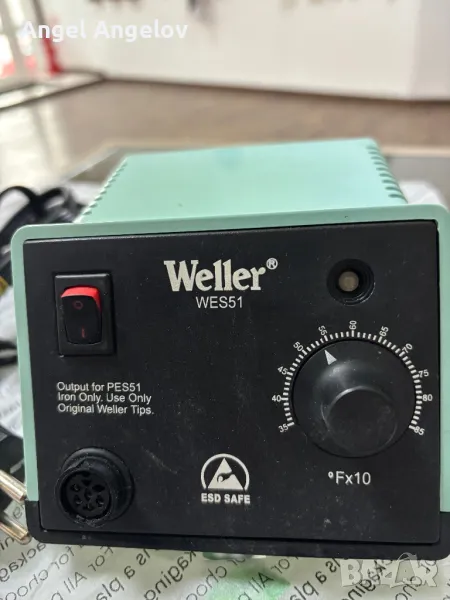 Angel Angelov
Weller®
WES51
Output for PES51
Iron Only. Use Only
Original Weller Tips.
35 40 45 50 55 60 65 70 75 80 85
°Fx10
ESD SAFE
BAZAR